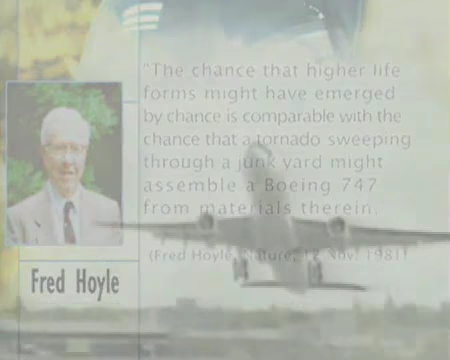 "The chance that higher life
forms might have emerged
by chance is comparable with the
chance that a tornado sweeping
through a junk yard might
assemble a Boeing 747
from materials therein.
(Fred Hoyle, Nature, 12 Nov. 1981)
Fred Hoyle